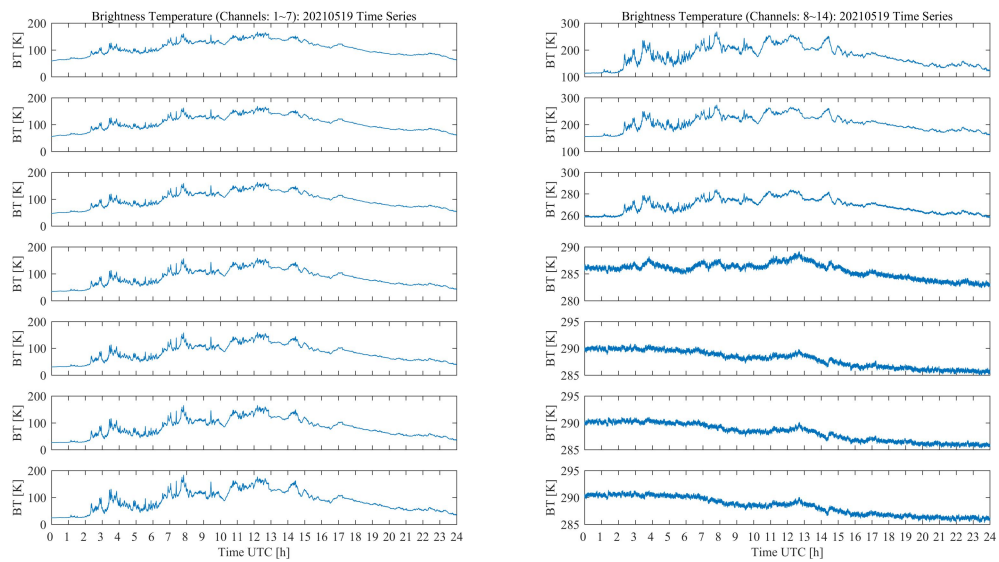 Brightness Temperature (Channels: 1~7): 20210519 Time Series
200
BT [K]
100
0
200
BT [K]
100
0
200
BT [K]
100
0
200
BT [K]
100
0
200
BT [K]
100
0
200
BT [K]
100
0
200
BT [K]
100
0
0 1 2 3 4 5 6 7 8 9 10 11 12 13 14 15 16 17 18 19 20 21 22 23 24
Time UTC [h]
Brightness Temperature (Channels: 8~14): 20210519 Time Series
300
BT [K]
200
100
300
BT [K]
200
100
300
BT [K]
280
260
290
BT [K]
285
280
295
BT [K]
290
285
295
BT [K]
290
285
295
BT [K]
290
285
0 1 2 3 4 5 6 7 8 9 10 11 12 13 14 15 16 17 18 19 20 21 22 23 24
Time UTC [h]